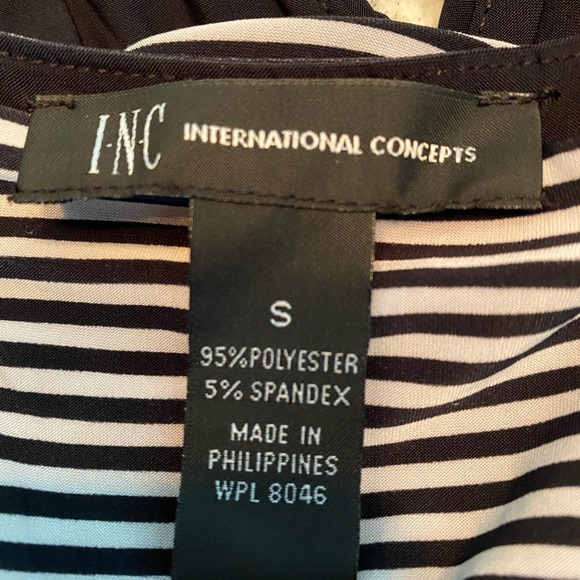 I·N·C INTERNATIONAL CONCEPTS
S
95%POLYESTER
5% SPANDEX
MADE IN
PHILIPPINES
WPL 8046